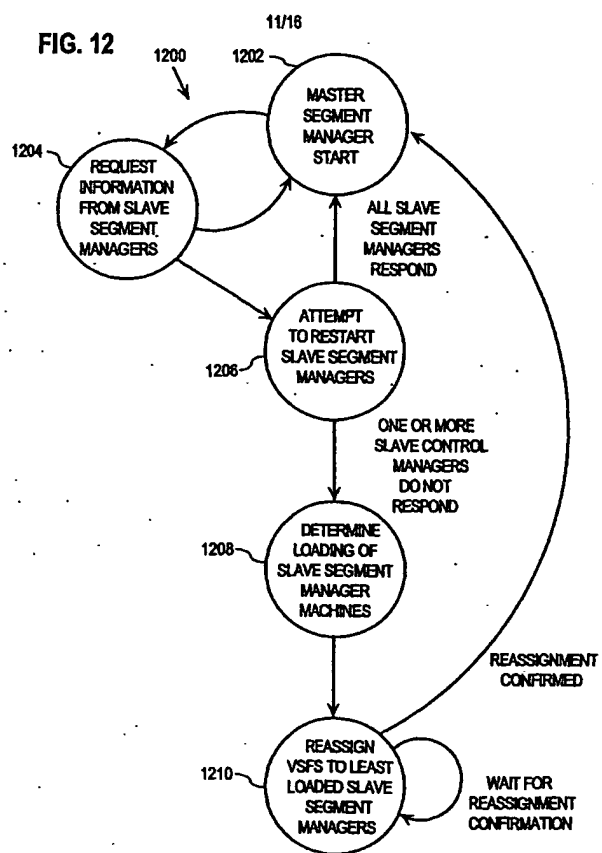 11/16
FIG. 12
1200
1202
MASTER
SEGMENT
MANAGER
START
1204
REQUEST
INFORMATION
FROM SLAVE
SEGMENT
MANAGERS
ALL SLAVE
SEGMENT
MANAGERS
RESPOND
ATTEMPT
TO RESTART
SLAVE SEGMENT
MANAGERS
1206
ONE OR MORE
SLAVE CONTROL
MANAGERS
DO NOT
RESPOND
1208
DETERMINE
LOADING OF
SLAVE SEGMENT
MANAGER
MACHINES
REASSIGNMENT
CONFIRMED
1210
REASSIGN
VSFS TO LEAST
LOADED SLAVE
SEGMENT
MANAGERS
WAIT FOR
REASSIGNMENT
CONFIRMATION